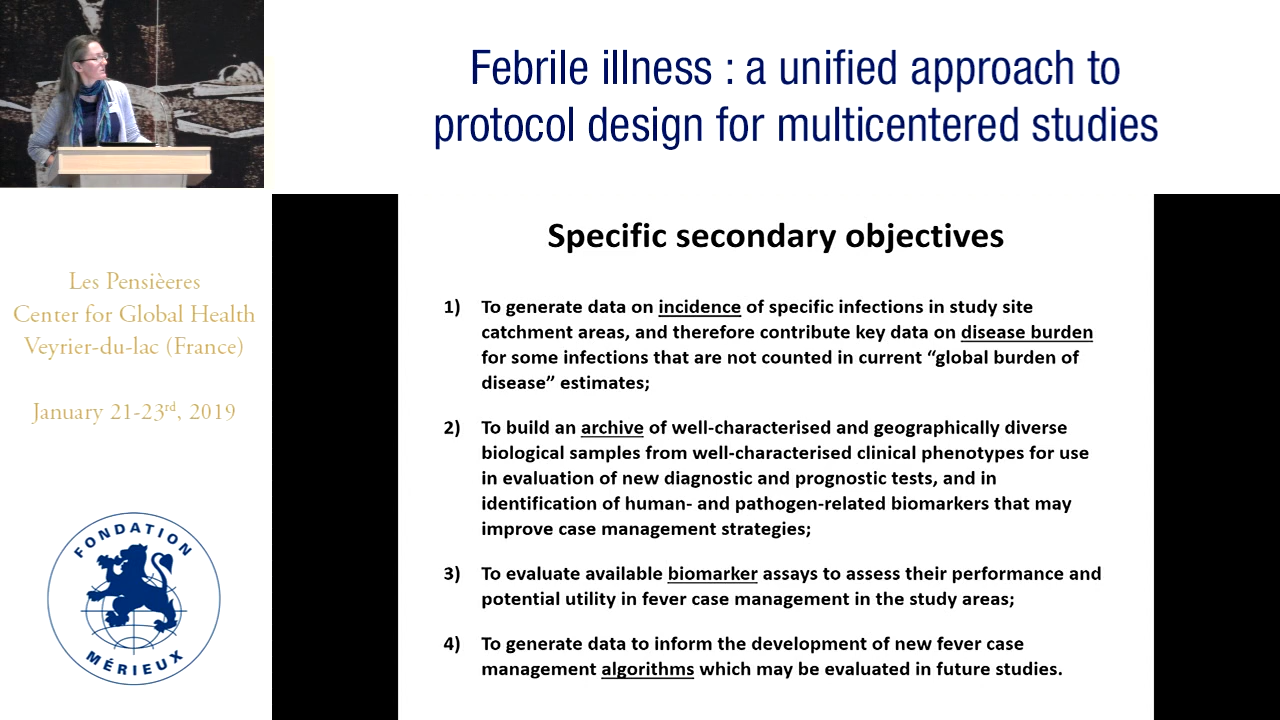 Febrile illness : a unified approach to
protocol design for multicentered studies
Les Pensièeres
Center for Global Health
Veyrier-du-lac (France)
January 21-23rd, 2019
FONDATION
MÉRIEUX
Specific secondary objectives
1) To generate data on incidence of specific infections in study site
catchment areas, and therefore contribute key data on disease burden
for some infections that are not counted in current “global burden of
disease” estimates;
2) To build an archive of well-characterised and geographically diverse
biological samples from well-characterised clinical phenotypes for use
in evaluation of new diagnostic and prognostic tests, and in
identification of human- and pathogen-related biomarkers that may
improve case management strategies;
3) To evaluate available biomarker assays to assess their performance and
potential utility in fever case management in the study areas;
4) To generate data to inform the development of new fever case
management algorithms which may be evaluated in future studies.